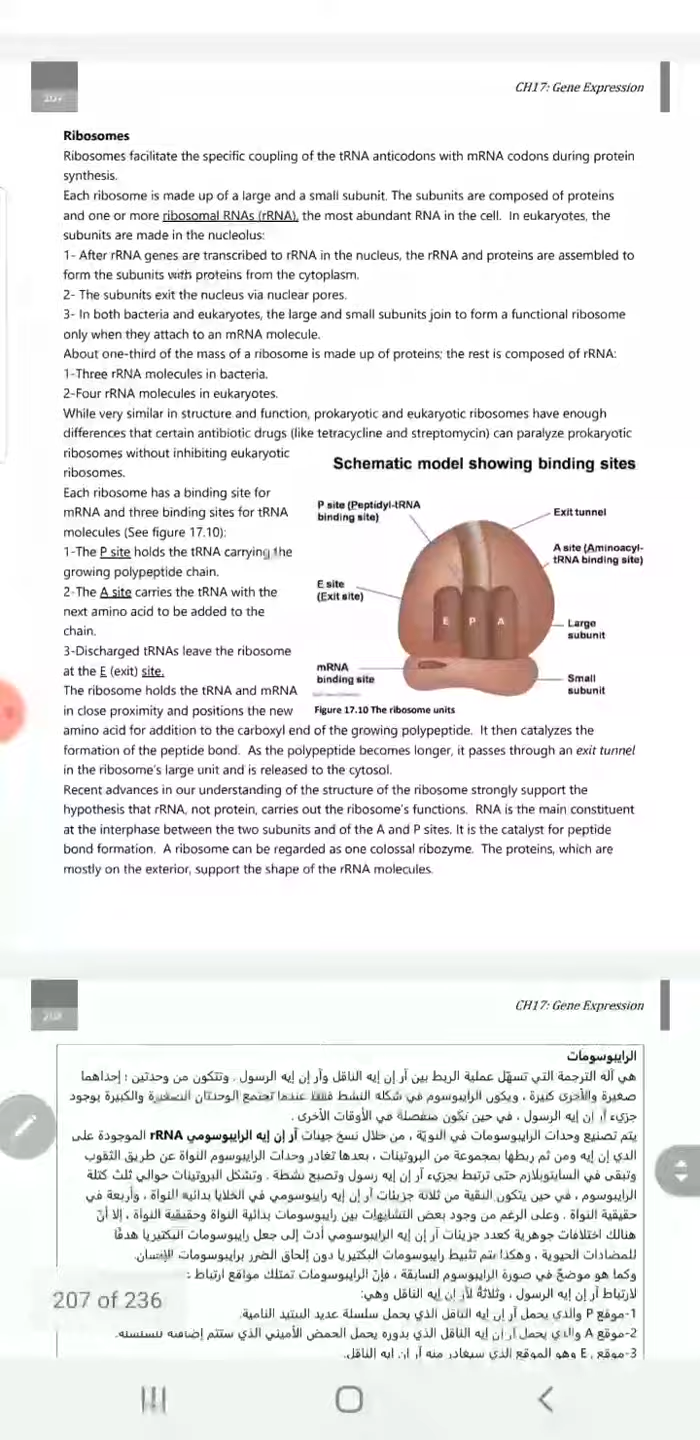 207
CH17: Gene Expression
Ribosomes
Ribosomes facilitate the specific coupling of the tRNA anticodons with mRNA codons during protein
synthesis.
Each ribosome is made up of a large and a small subunit. The subunits are composed of proteins
and one or more ribosomal RNAs (rRNA), the most abundant RNA in the cell. In eukaryotes, the
subunits are made in the nucleolus:
1- After rRNA genes are transcribed to rRNA in the nucleus, the rRNA and proteins are assembled to
form the subunits with proteins from the cytoplasm.
2- The subunits exit the nucleus via nuclear pores.
3- In both bacteria and eukaryotes, the large and small subunits join to form a functional ribosome
only when they attach to an mRNA molecule.
About one-third of the mass of a ribosome is made up of proteins; the rest is composed of rRNA:
1-Three rRNA molecules in bacteria.
2-Four rRNA molecules in eukaryotes.
While very similar in structure and function, prokaryotic and eukaryotic ribosomes have enough
differences that certain antibiotic drugs (like tetracycline and streptomycin) can paralyze prokaryotic
ribosomes without inhibiting eukaryotic
ribosomes.
Each ribosome has a binding site for
mRNA and three binding sites for tRNA
molecules (See figure 17.10):
1-The P site holds the tRNA carrying the
growing polypeptide chain.
2-The A site carries the tRNA with the
next amino acid to be added to the
chain.
3-Discharged tRNAs leave the ribosome
at the E (exit) site.
The ribosome holds the tRNA and mRNA
in close proximity and positions the new
Schematic model showing binding sites
P site (Peptidyl-tRNA
binding site)
Exit tunnel
A site (Aminoacyl-
tRNA binding site)
E site
(Exit site)
E P A
Large
subunit
mRNA
binding site
Small
subunit
Figure 17.10 The ribosome units
amino acid for addition to the carboxyl end of the growing polypeptide. It then catalyzes the
formation of the peptide bond. As the polypeptide becomes longer, it passes through an exit tunnel
in the ribosome's large unit and is released to the cytosol.
Recent advances in our understanding of the structure of the ribosome strongly support the
hypothesis that rRNA, not protein, carries out the ribosome's functions. RNA is the main constituent
at the interphase between the two subunits and of the A and P sites. It is the catalyst for peptide
bond formation. A ribosome can be regarded as one colossal ribozyme. The proteins, which are
mostly on the exterior, support the shape of the rRNA molecules.
208
CH17: Gene Expression
الرايبوسومات
هي آلة الترجمة التي تسهّل عملية الربط بين آر إن إيه الناقل وآر إن إيه الرسول . وتتكون من وحدتين : إحداهما
صغيرة والأخرى كبيرة ، ويكون الرايبوسوم في شكله النشط فقط عندما تجتمع الوحدتان الصغيرة والكبيرة بوجود
جزيء آر إن إيه الرسول ، في حين تكون منفصلة في الأوقات الأخرى .
يتم تصنيع وحدات الرايبوسومات في النويّة ، من خلال نسخ جينات آر إن إيه الرايبوسومي rRNA الموجودة على
الدي إن إيه ومن ثم ربطها بمجموعة من البروتينات ، بعدها تغادر وحدات الرايبوسوم النواة عن طريق الثقوب
وتبقى في السايتوبلازم حتى ترتبط بجزيء آر إن إيه رسول وتصبح نشطة . وتشكل البروتينات حوالي ثلث كتلة
الرايبوسوم ، في حين يتكون البقية من ثلاثة جزيئات آر إن إيه رايبوسومي في الخلايا بدائية النواة ، وأربعة في
حقيقية النواة . وعلى الرغم من وجود بعض التشابهات بين رايبوسومات بدائية النواة وحقيقية النواة ، إلا أنّ
هنالك اختلافات جوهرية كعدد جزيئات آر إن إيه الرايبوسومي أدت إلى جعل رايبوسومات البكتيريا هدفًا
للمضادات الحيوية ، وهكذا يتم تثبيط رايبوسومات البكتيريا دون إلحاق الضرر برايبوسومات الإنسان.
وكما هو موضح في صورة الرايبوسوم السابقة ، فإنّ الرايبوسومات تمتلك مواقع ارتباط :
لارتباط آر إن إيه الرسول ، وثلاثة لآر إن إيه الناقل وهي:
1-موقع P والذي يحمل آر إن إيه الناقل الذي يحمل سلسلة عديد الببتيد النامية.
2-موقع A والذي يحمل آر إن إيه الناقل الذي بدوره يحمل الحمض الأميني الذي ستتم إضافته للسلسلة.
3-موقع E ، وهو الموقع الذي سيغادر منه آر إن إيه الناقل.
207 of 236